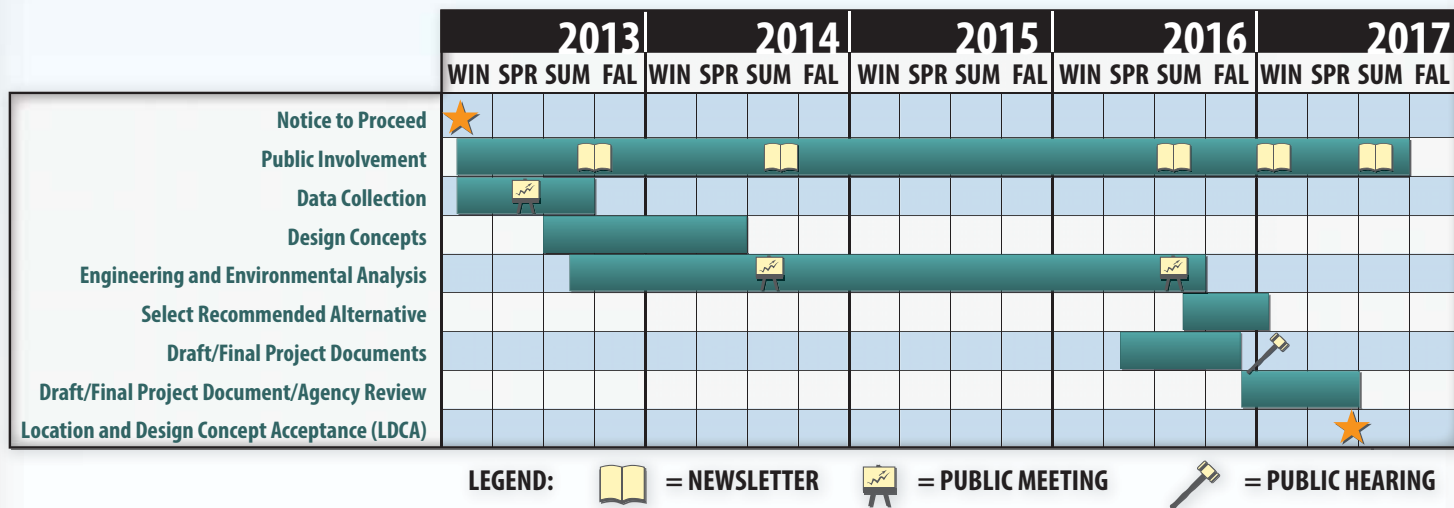 2013 2014 2015 2016 2017
WIN SPR SUM FAL WIN SPR SUM FAL WIN SPR SUM FAL WIN SPR SUM FAL WIN SPR SUM FAL
Notice to Proceed
Public Involvement
Data Collection
Design Concepts
Engineering and Environmental Analysis
Select Recommended Alternative
Draft/Final Project Documents
Draft/Final Project Document/Agency Review
Location and Design Concept Acceptance (LDCA)
LEGEND: = NEWSLETTER = PUBLIC MEETING = PUBLIC HEARING